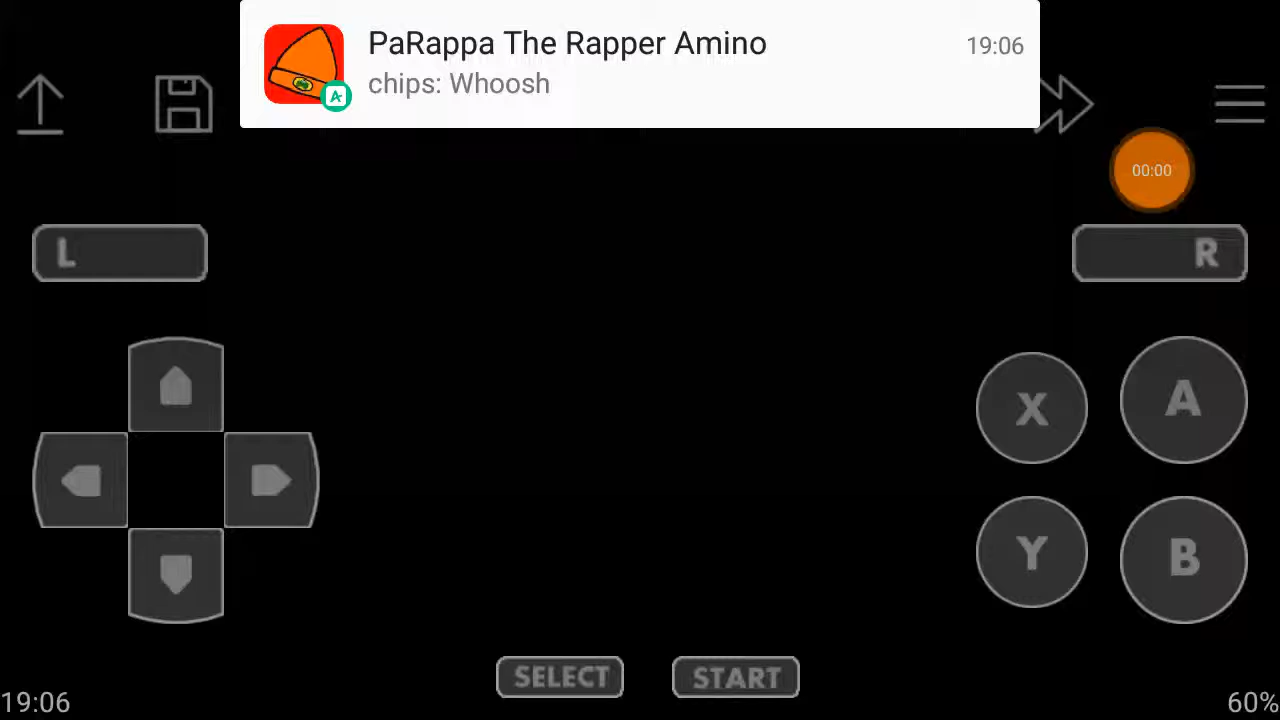 PaRappa The Rapper Amino
19:06
chips: Whoosh
A
00:00
L
R
X
A
Y
B
SELECT
START
19:06
60%